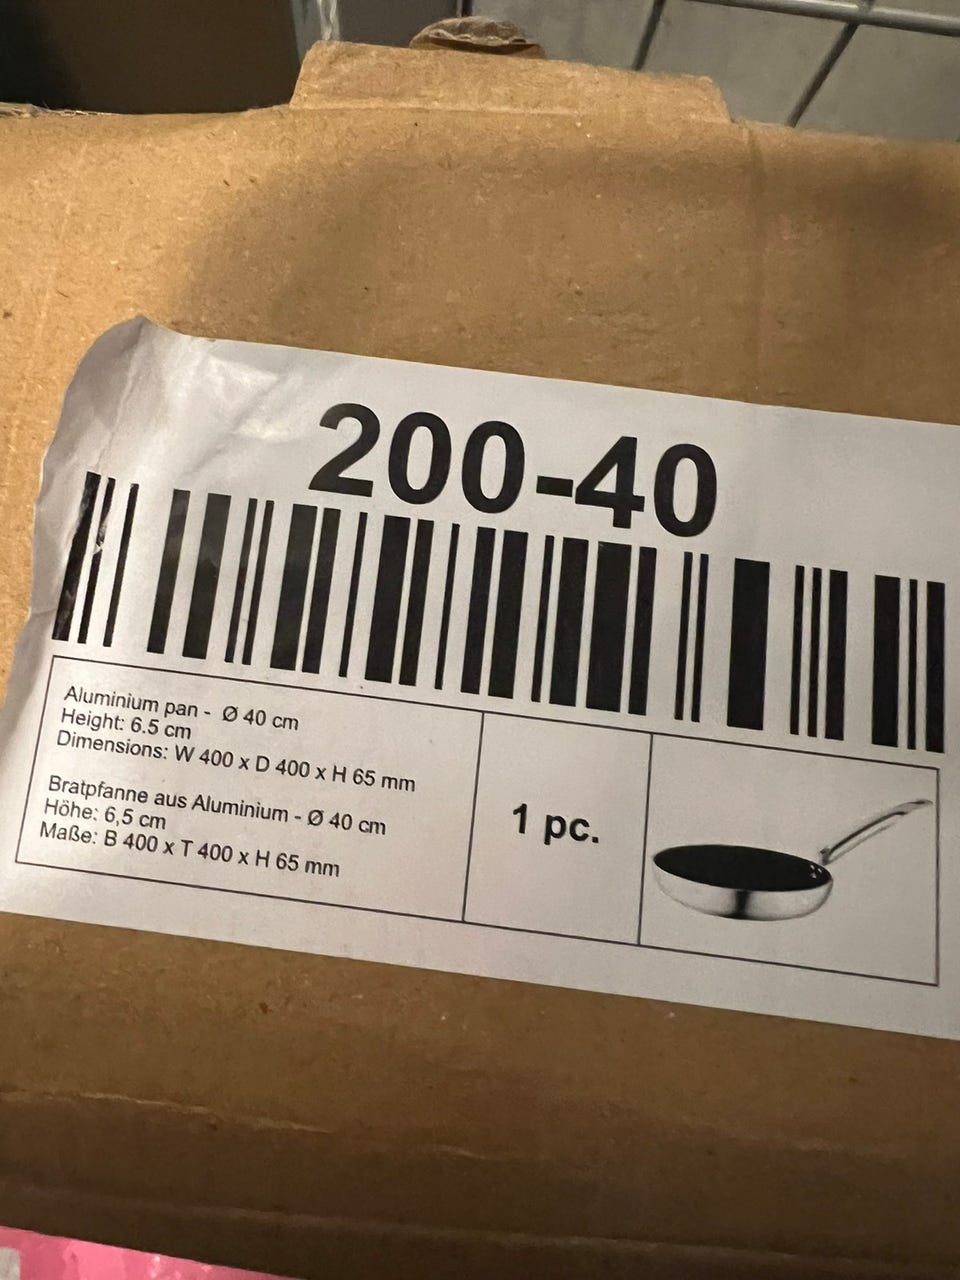 200-40
Aluminium pan - Ø 40 cm
Height: 6.5 cm
Dimensions: W 400 x D 400 x H 65 mm
Bratpfanne aus Aluminium - Ø 40 cm
Höhe: 6,5 cm
Maße: B 400 x T 400 x H 65 mm
1 pc.